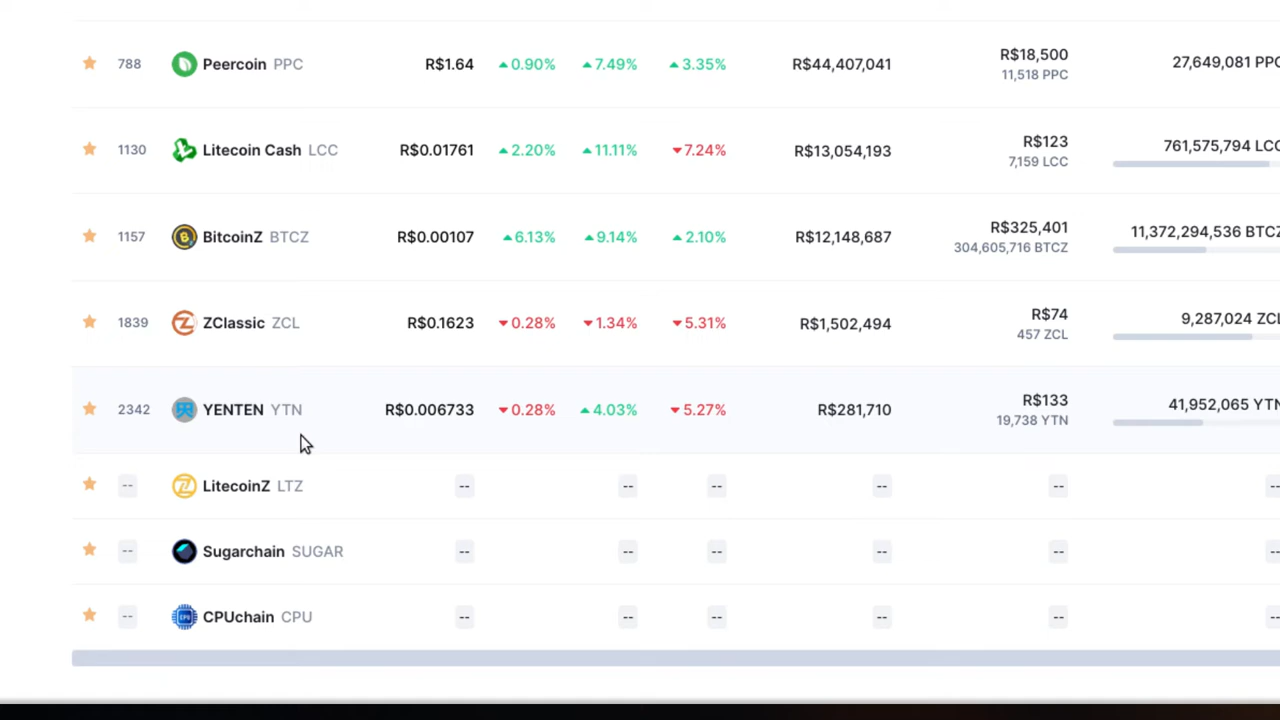 788 Peercoin PPC R$1.64 0.90% 7.49% 3.35% R$44,407,041 R$18,500 27,649,081 PPC
11,518 PPC
1130 Litecoin Cash LCC R$0.01761 2.20% 11.11% 7.24% R$13,054,193 R$123 761,575,794 LCC
7,159 LCC
1157 BitcoinZ BTCZ R$0.00107 6.13% 9.14% 2.10% R$12,148,687 R$325,401 11,372,294,536 BTCZ
304,605,716 BTCZ
1839 ZClassic ZCL R$0.1623 0.28% 1.34% 5.31% R$1,502,494 R$74 9,287,024 ZCL
457 ZCL
2342 YENTEN YTN R$0.006733 0.28% 4.03% 5.27% R$281,710 R$133 41,952,065 YTN
19,738 YTN
-- LitecoinZ LTZ -- -- -- -- -- --
-- Sugarchain SUGAR -- -- -- -- -- --
-- CPUchain CPU -- -- -- -- -- --